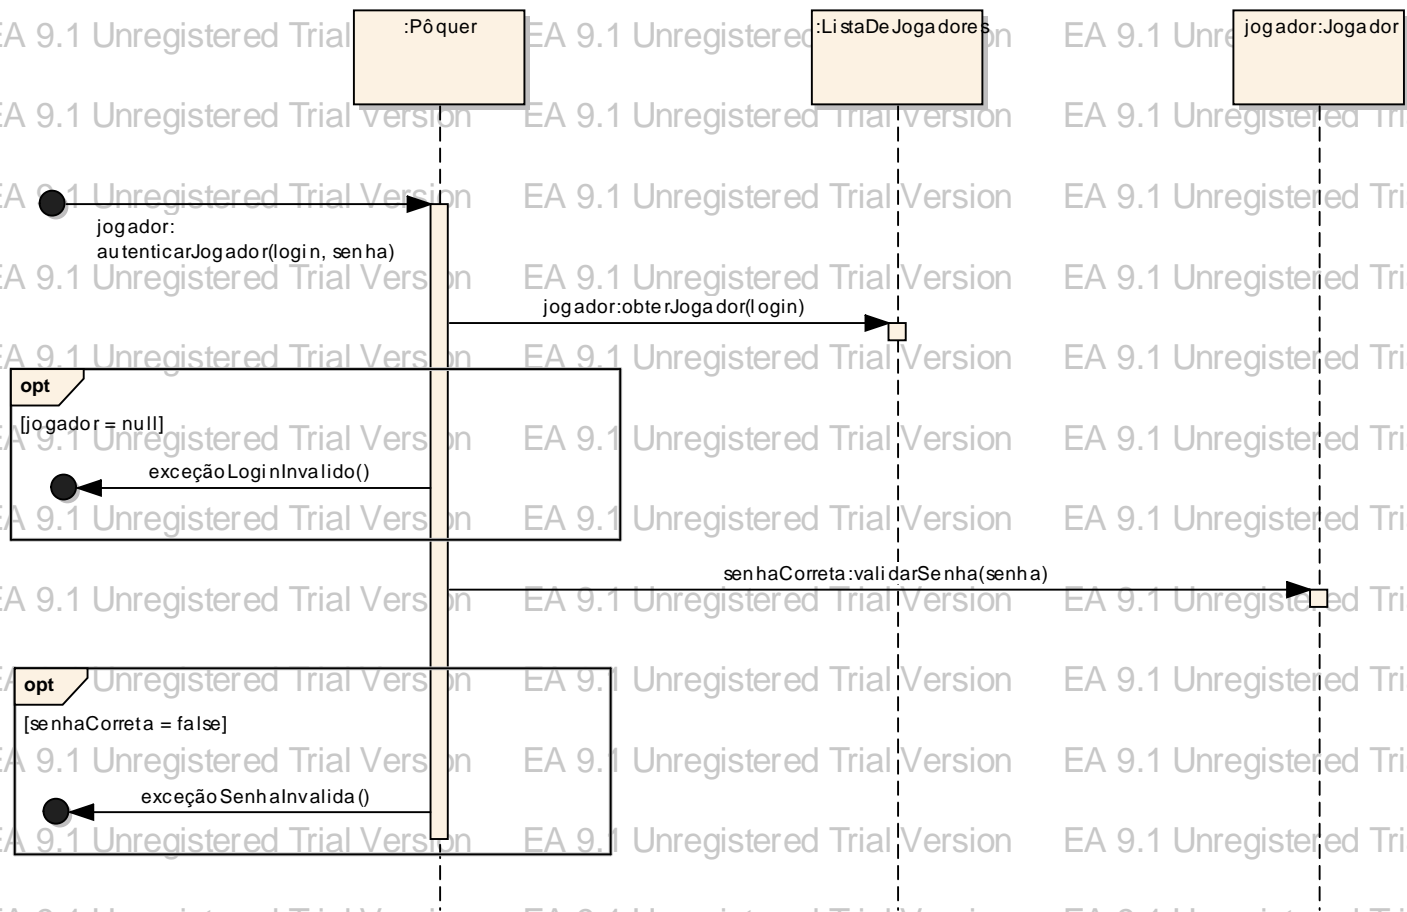 :Pôquer
:ListaDeJogadores
jogador:Jogador
jogador:
autenticarJogador(login, senha)
jogador:obterJogador(login)
opt
[jogador = null]
exceçãoLoginInvalido()
senhaCorreta:validarSenha(senha)
opt
[senhaCorreta = false]
exceçãoSenhaInvalida()
EA 9.1 Unregistered Trial Version